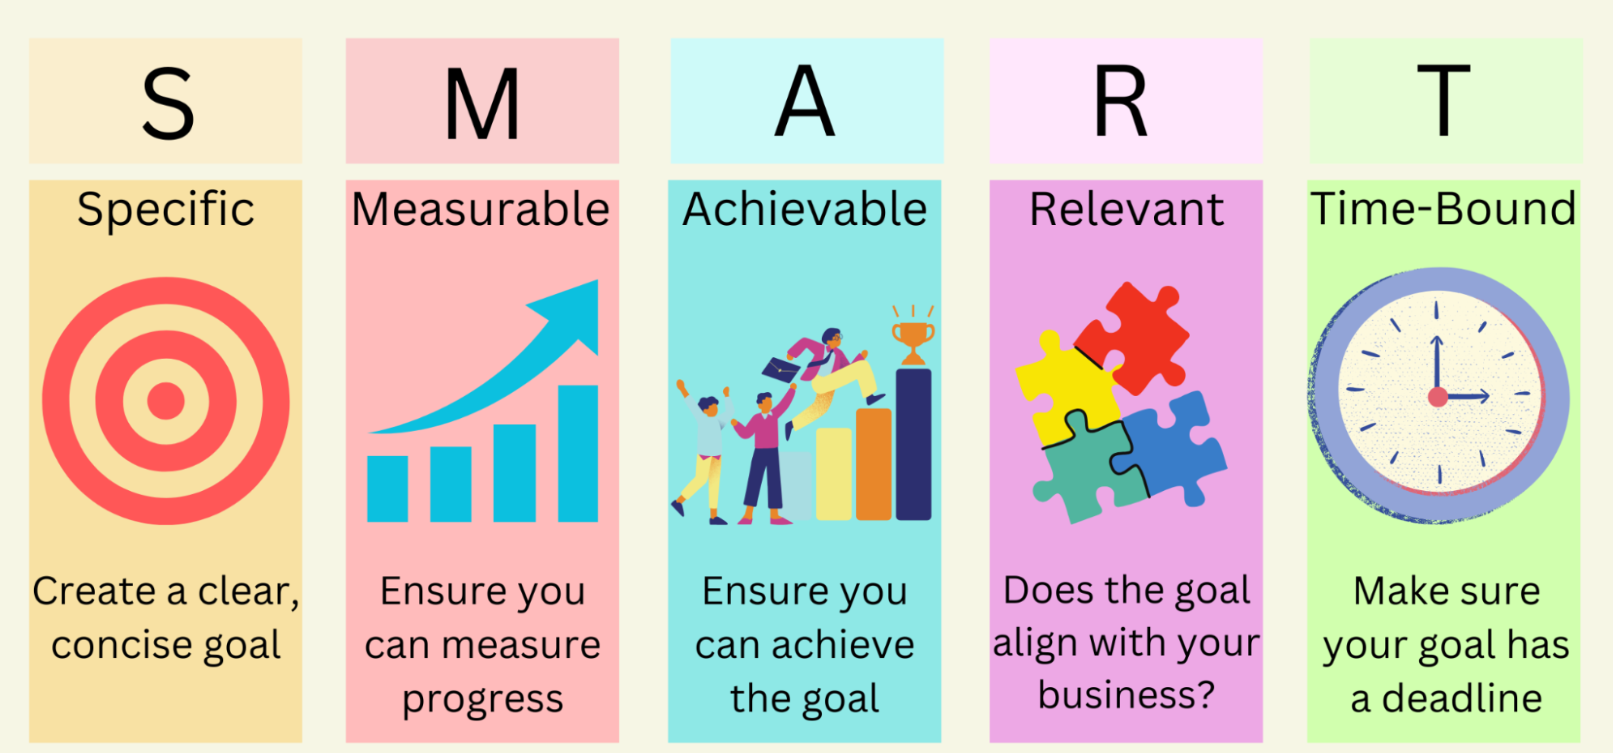 S
M
A
R
T
Specific
Create a clear,
concise goal
Measurable
Ensure you
can measure
progress
Achievable
Ensure you
can achieve
the goal
Relevant
Does the goal
align with your
business?
Time-Bound
Make sure
your goal has
a deadline